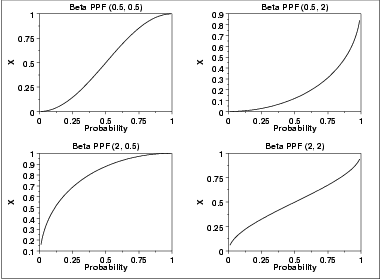 Beta PPF (0.5, 0.5)
1
0.75
0.5
0.25
0
X
0 0.25 0.5 0.75 1
Probability
Beta PPF (0.5, 2)
0.9
0.8
0.7
0.6
0.5
0.4
0.3
0.2
0.1
0
X
0 0.25 0.5 0.75 1
Probability
Beta PPF (2, 0.5)
1
0.9
0.8
0.7
0.6
0.5
0.4
0.3
0.2
0.1
X
0 0.25 0.5 0.75 1
Probability
Beta PPF (2, 2)
1
0.75
0.5
0.25
0
X
0 0.25 0.5 0.75 1
Probability